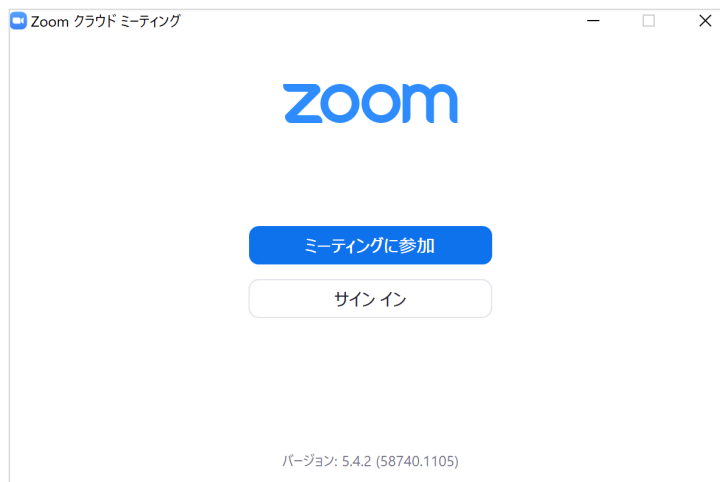 Zoom クラウド ミーティング
zoom
ミーティングに参加
サイン イン
バージョン: 5.4.2 (58740.1105)